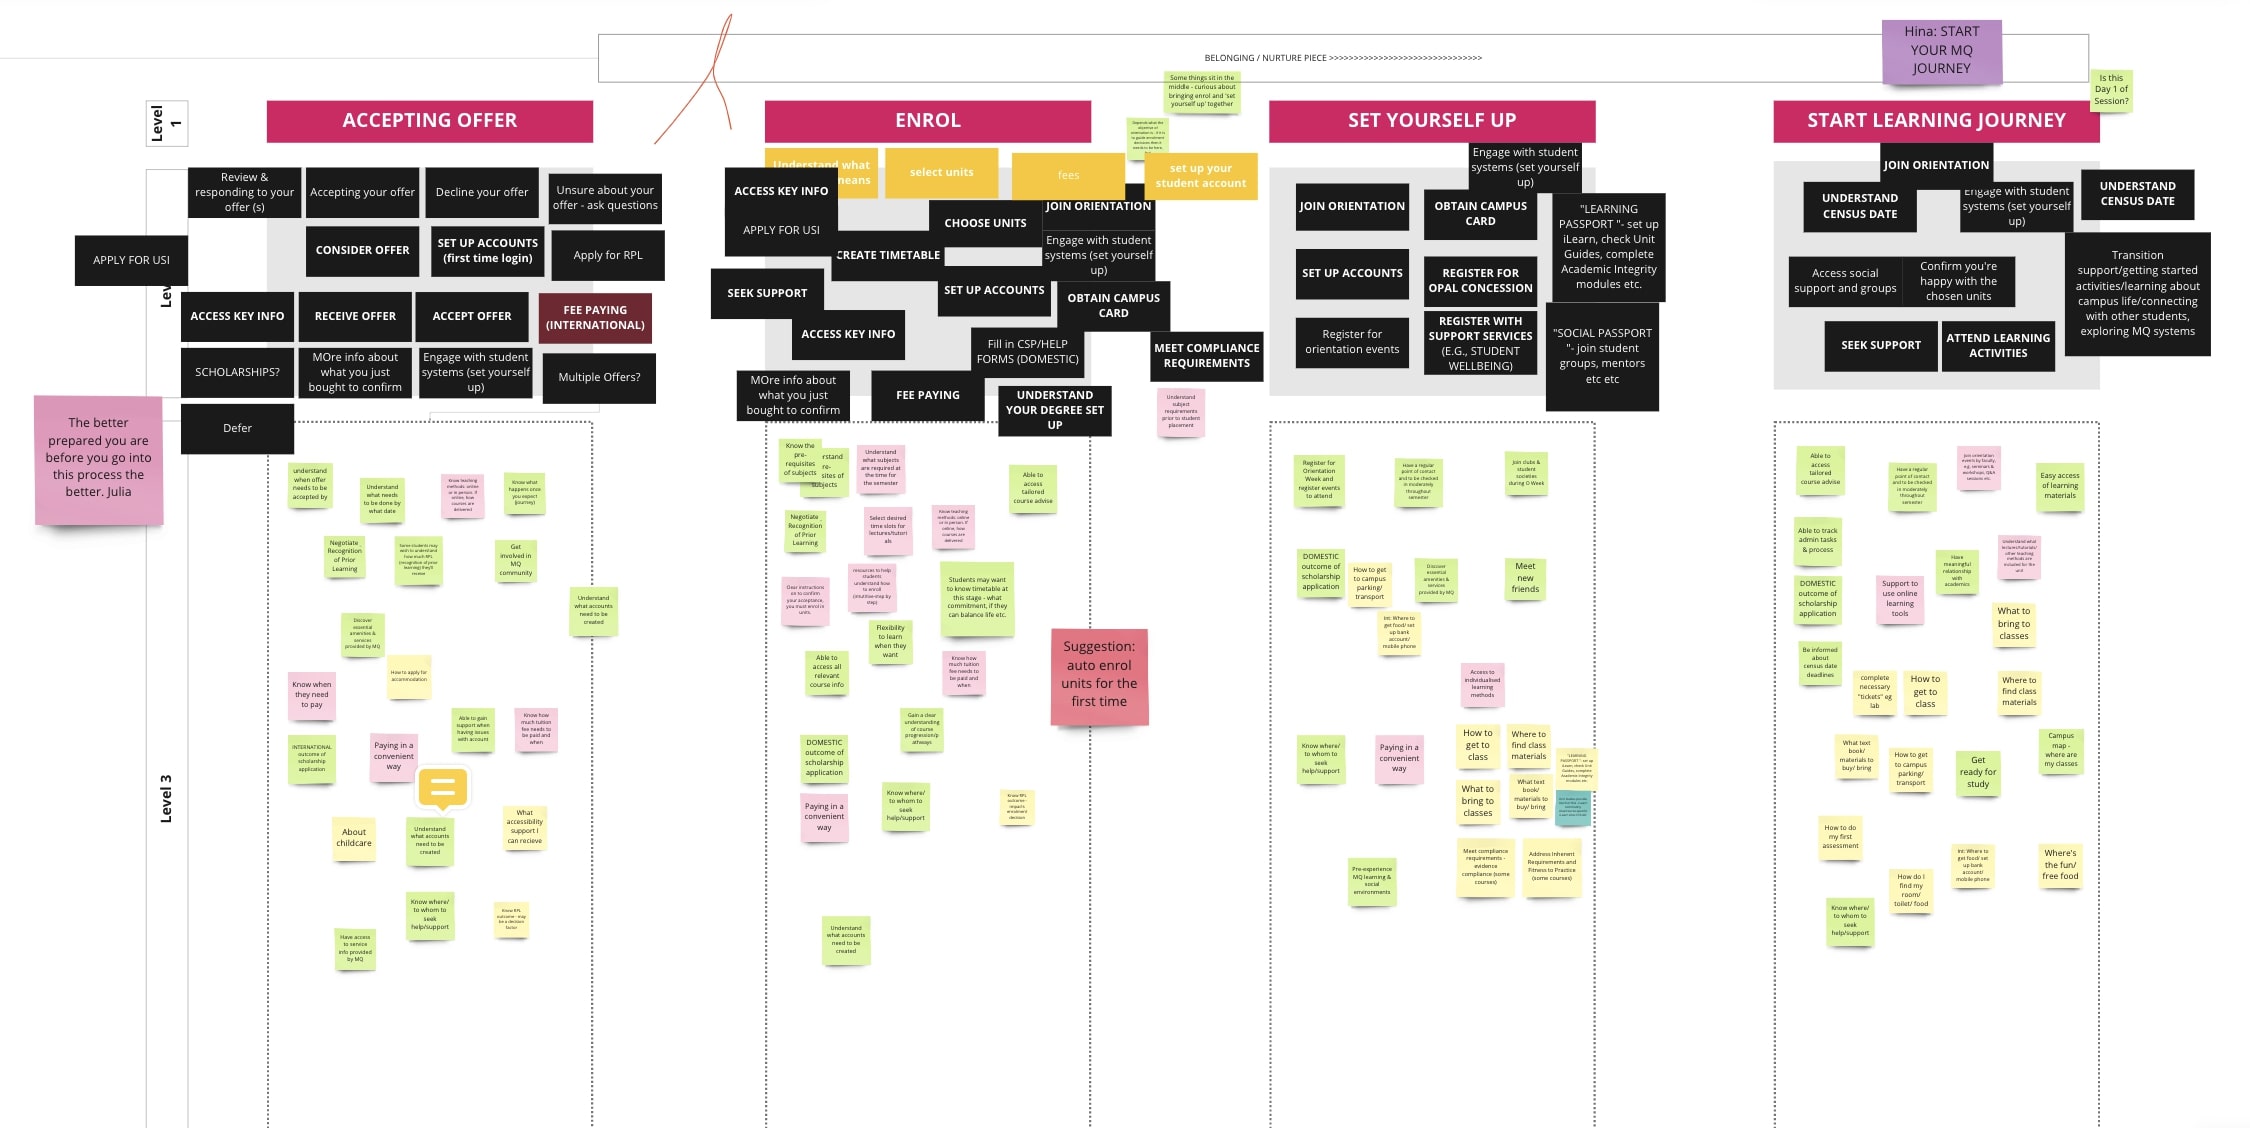 BELONGING / NURTURE PIECE >>>>>>>>>>>>>>>>>>>>>>>>>>>>>>>
Hina: START
YOUR MQ
JOURNEY
Is this
Day 1 of
Session?
Some things sit in the
middle - curious about
bringing enrol and 'set
yourself up' together
Level
1
ACCEPTING OFFER
ENROL
SET YOURSELF UP
START LEARNING JOURNEY
Review &
responding to your
offer (s)
Accepting your offer
Decline your offer
Unsure about your
offer - ask questions
APPLY FOR USI
CONSIDER OFFER
SET UP ACCOUNTS
(first time login)
Apply for RPL
ACCESS KEY INFO
RECEIVE OFFER
ACCEPT OFFER
FEE PAYING
(INTERNATIONAL)
SCHOLARSHIPS?
MOre info about
what you just
bought to confirm
Engage with student
systems (set yourself
up)
Multiple Offers?
Defer
The better
prepared you are
before you go into
this process the
better. Julia
Understand what
means
select units
fees
set up your
student account
ACCESS KEY INFO
APPLY FOR USI
CHOOSE UNITS
JOIN ORIENTATION
CREATE TIMETABLE
Engage with student
systems (set yourself
up)
SEEK SUPPORT
SET UP ACCOUNTS
OBTAIN CAMPUS
CARD
ACCESS KEY INFO
Fill in CSP/HELP
FORMS (DOMESTIC)
MEET COMPLIANCE
REQUIREMENTS
MOre info about
what you just
bought to confirm
FEE PAYING
UNDERSTAND
YOUR DEGREE SET
UP
Understand
subject
requirements
prior to student
placement
Engage with student
systems (set yourself
up)
JOIN ORIENTATION
OBTAIN CAMPUS
CARD
"LEARNING
PASSPORT "- set up
iLearn, check Unit
Guides, complete
Academic Integrity
modules etc.
SET UP ACCOUNTS
REGISTER FOR
OPAL CONCESSION
Register for
orientation events
REGISTER WITH
SUPPORT SERVICES
(E.G., STUDENT
WELLBEING)
"SOCIAL PASSPORT
"- join student
groups, mentors
etc etc
JOIN ORIENTATION
UNDERSTAND
CENSUS DATE
Engage with student
systems (set yourself
up)
UNDERSTAND
CENSUS DATE
Access social
support and groups
Confirm you're
happy with the
chosen units
Transition
support/getting started
activities/learning about
campus life/connecting
with other students,
exploring MQ systems
SEEK SUPPORT
ATTEND LEARNING
ACTIVITIES
Level 3
understand
when offer
needs to be
accepted by
Understand
what needs
to be done by
what date
Know teaching
methods: online
or in person. If
online, how
courses are
delivered
Know what
happens once
you expect
(journey)
Negotiate
Recognition
of Prior
Learning
Some students may
wish to understand
how much RPL
(recognition of prior
learning) they'll
receive
Get
involved in
MQ
community
Understand
what accounts
need to be
created
Discover
essential
amenities &
services
provided by MQ
How to apply for
accommodation
Know when
they need
to pay
Able to gain
support when
having issues
with account
Know how
much tuition
fee needs to
be paid and
when
INTERNATIONAL
outcome of
scholarship
application
Paying in a
convenient
way
About
childcare
Understand
what accounts
need to be
created
What
accessibility
support I
can recieve
Know where/
to whom to
seek
help/support
Know RPL
outcome - may
be a decision
factor
Have access
to service
info provided
by MQ
Know the
pre-
requisites
of subjects
Understand
what subjects
are required at
the time for
the semester
Able to
access
tailored
course advise
Negotiate
Recognition
of Prior
Learning
Select desired
time slots for
lectures/tutori
als
Know teaching
methods: online
or in person. If
online, how
courses are
delivered
Clear instructions
on to confirm
your acceptance,
you must enrol in
units.
resources to help
students
understand how
to enroll
(intuitive-step by
step)
Students may want
to know timetable at
this stage - what
commitment, if they
can balance life etc.
Flexibility
to learn
when they
want
Able to
access all
relevant
course info
Know how
much tuition
fee needs to
be paid and
when
Suggestion:
auto enrol
units for the
first time
Gain a clear
understanding
of course
progression/p
athways
DOMESTIC
outcome of
scholarship
application
Paying in a
convenient
way
Know where/
to whom to
seek
help/support
Know RPL
outcome -
impacts
enrolment
decision
Understand
what accounts
need to be
created
Register for
Orientation
Week and
register events
to attend
Have a regular
point of contact
and to be checked
in moderately
throughout
semester
Join clubs &
student
societies
during O Week
DOMESTIC
outcome of
scholarship
application
How to get
to campus
parking/
transport
Discover
essential
amenities &
services
provided by MQ
Meet
new
friends
Int: Where to
get food/ set
up bank
account/
mobile phone
Access to
individualised
learning
methods
Know where/
to whom to
seek
help/support
Paying in a
convenient
way
How to
get to
class
Where to
find class
materials
What to
bring to
classes
What text
book/
materials to
buy/ bring
Pre-experience
MQ learning &
social
environments
Meet compliance
requirements -
evidence
compliance (some
courses)
Address Inherent
Requirements and
Fitness to Practice
(some courses)
Able to
access
tailored
course advise
Have a regular
point of contact
and to be checked
in moderately
throughout
semester
Join orientation
events by faculty,
e.g. seminars &
workshops, Q&A
sessions etc.
Easy access
of learning
materials
Able to track
admin tasks
& process
Have
meaningful
relationship
with
academics
Understand what
lectures/tutorials/
other teaching
methods are
included for the
unit
DOMESTIC
outcome of
scholarship
application
Support to
use online
learning
tools
What to
bring to
classes
Be informed
about
census date
deadlines
complete
necessary
"tickets" eg
lab
How to
get to
class
Where to
find class
materials
What text
book/
materials to
buy/ bring
How to get
to campus
parking/
transport
Get
ready for
study
Campus
map -
where are
my classes
How to do
my first
assessment
Int: Where to
get food/ set
up bank
account/
mobile phone
Where's
the fun/
free food
How do I
find my
room/
toilet/ food
Know where/
to whom to
seek
help/support